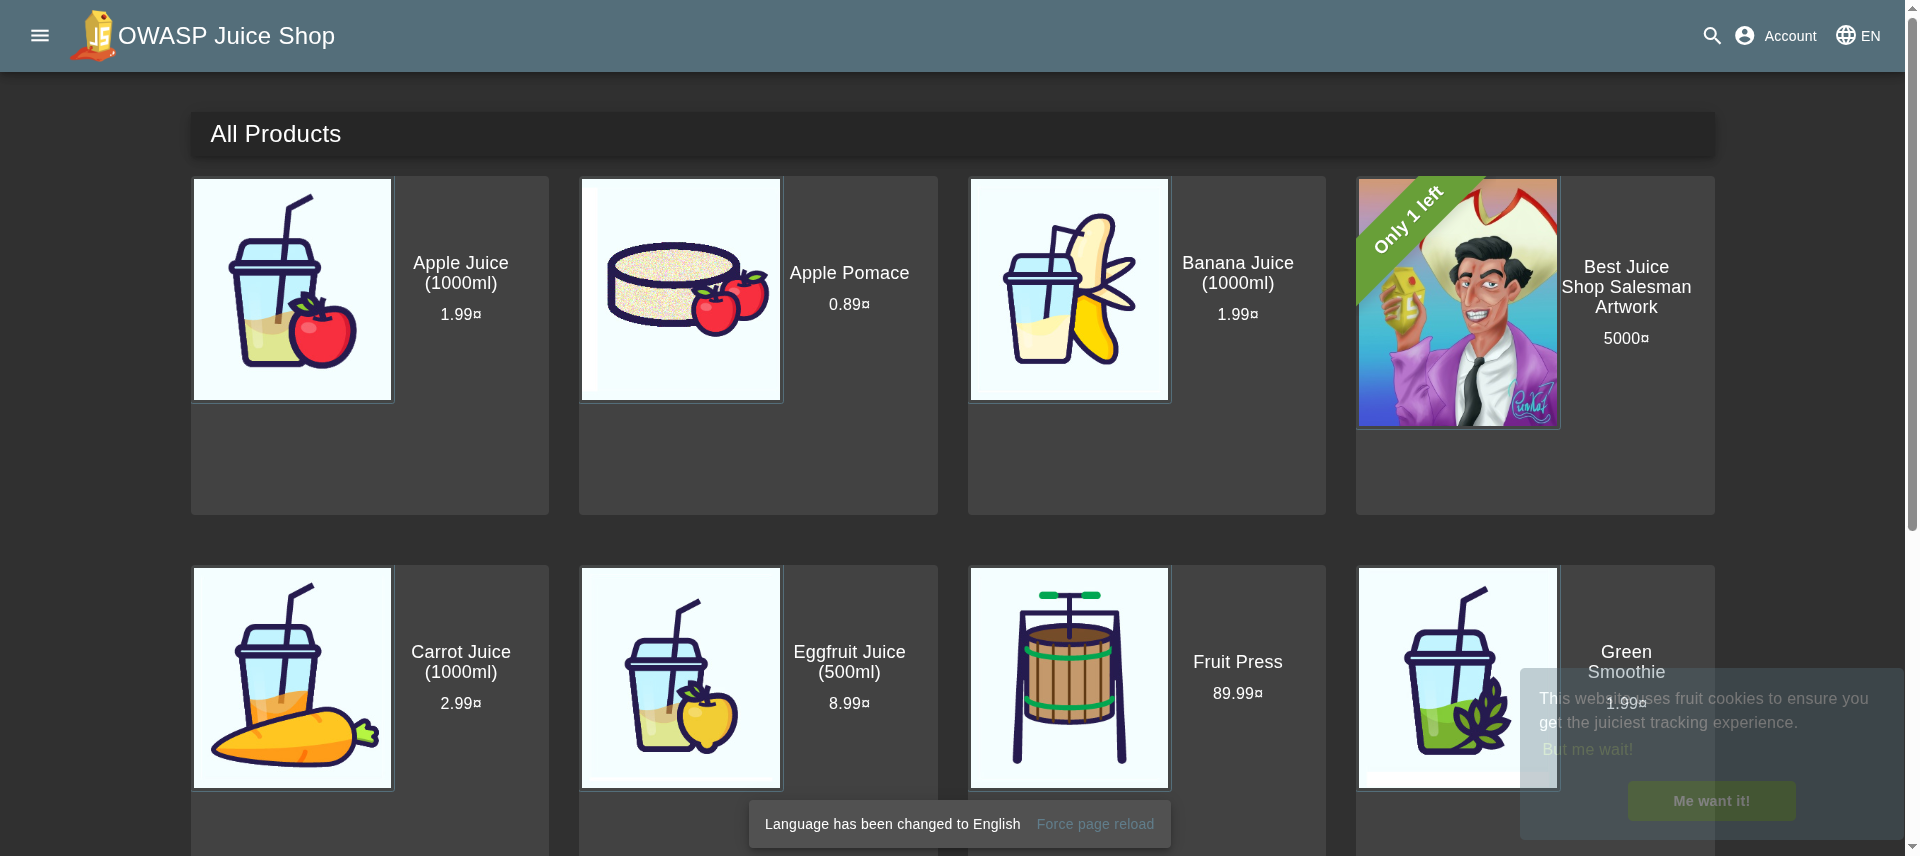 OWASP Juice Shop
Account
EN
All Products
Only 1 left
Apple Juice
(1000ml)
1.99¤
Apple Pomace
0.89¤
Banana Juice
(1000ml)
1.99¤
Best Juice
Shop Salesman
Artwork
5000¤
Carrot Juice
(1000ml)
2.99¤
Eggfruit Juice
(500ml)
8.99¤
Fruit Press
89.99¤
Green
Smoothie
1.99¤
This website uses fruit cookies to ensure you
get the juiciest tracking experience.
But me wait!
Me want it!
Language has been changed to English
Force page reload